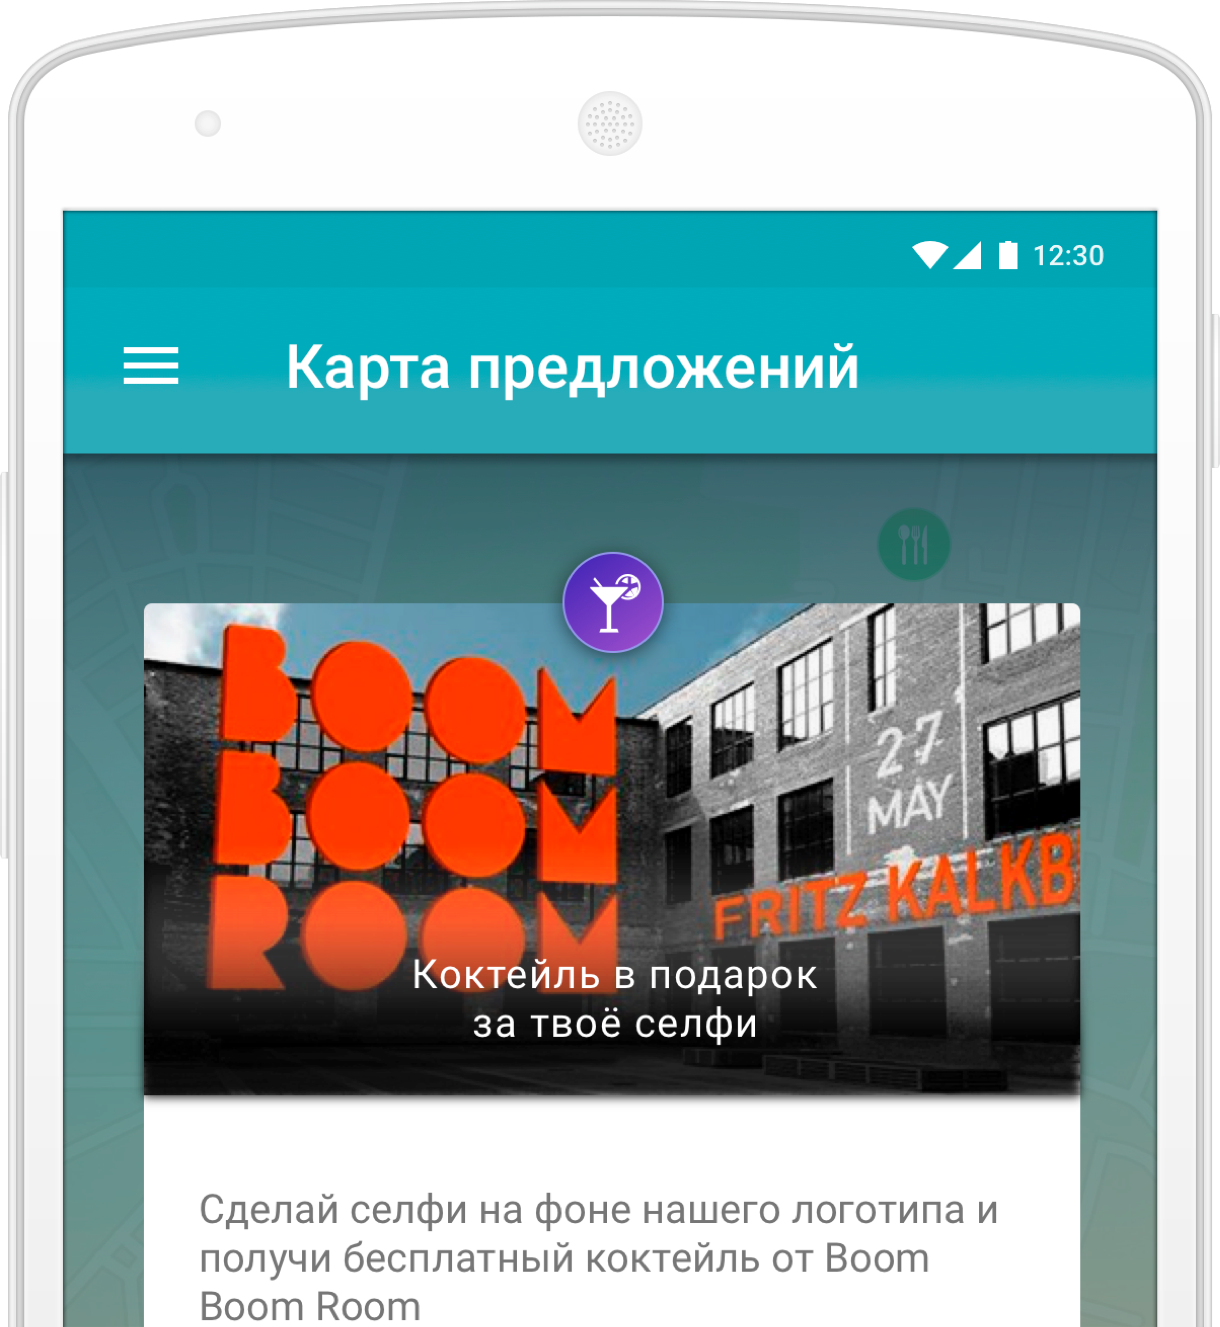 12:30
Карта предложений
BOOM
BOOM
ROOM
27
MAY
FRITZ KALKB
Коктейль в подарок
за твоё селфи
Сделай селфи на фоне нашего логотипа и
получи бесплатный коктейль от Boom
Boom Room